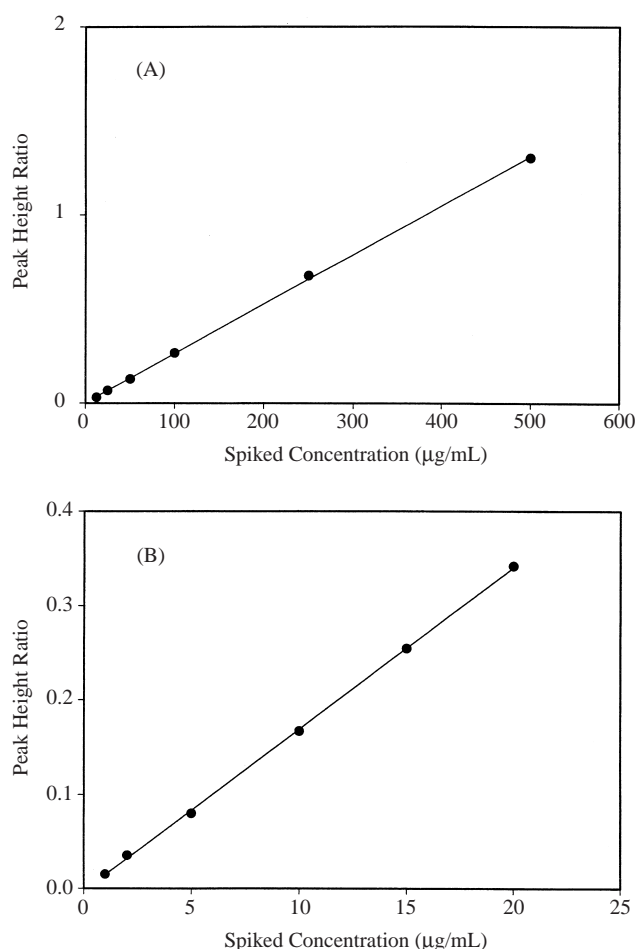 2
(A)
Peak Height Ratio
1
0
0 100 200 300 400 500 600
Spiked Concentration (μg/mL)
0.4
(B)
0.3
Peak Height Ratio
0.2
0.1
0.0
0 5 10 15 20 25
Spiked Concentration (μg/mL)